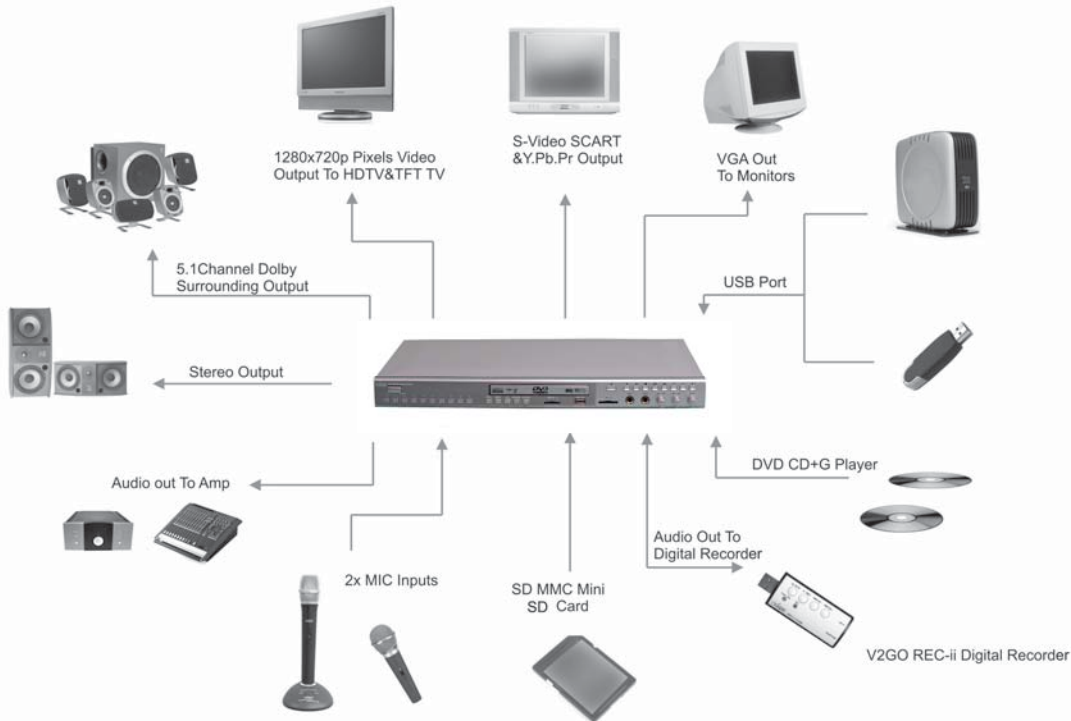 1280x720p Pixels Video
Output To HDTV&TFT TV
S-Video SCART
&Y.Pb.Pr Output
VGA Out
To Monitors
5.1Channel Dolby
Surrounding Output
USB Port
Stereo Output
DVD CD+G Player
Audio out To Amp
Audio Out To
Digital Recorder
2x MIC Inputs
SD MMC Mini
SD Card
V2GO REC-ii Digital Recorder